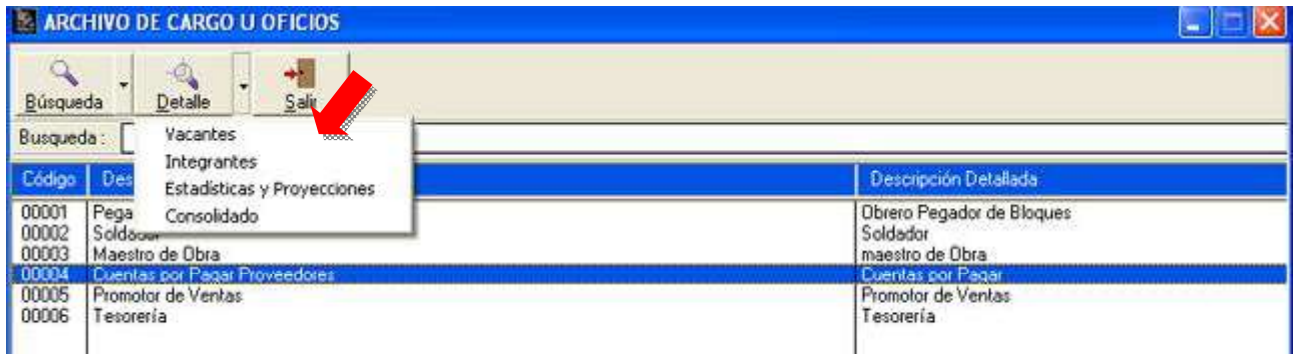 ARCHIVO DE CARGO U OFICIOS
Búsqueda Detalle Salir
Busqueda :
Vacantes
Integrantes
Estadísticas y Proyecciones
Consolidado
Código Des Descripción Detallada
00001 Pega Obrero Pegador de Bloques
00002 Soldador Soldador
00003 Maestro de Obra maestro de Obra
00004 Cuentas por Pagar Proveedores Cuentas por Pagar
00005 Promotor de Ventas Promotor de Ventas
00006 Tesorería Tesorería